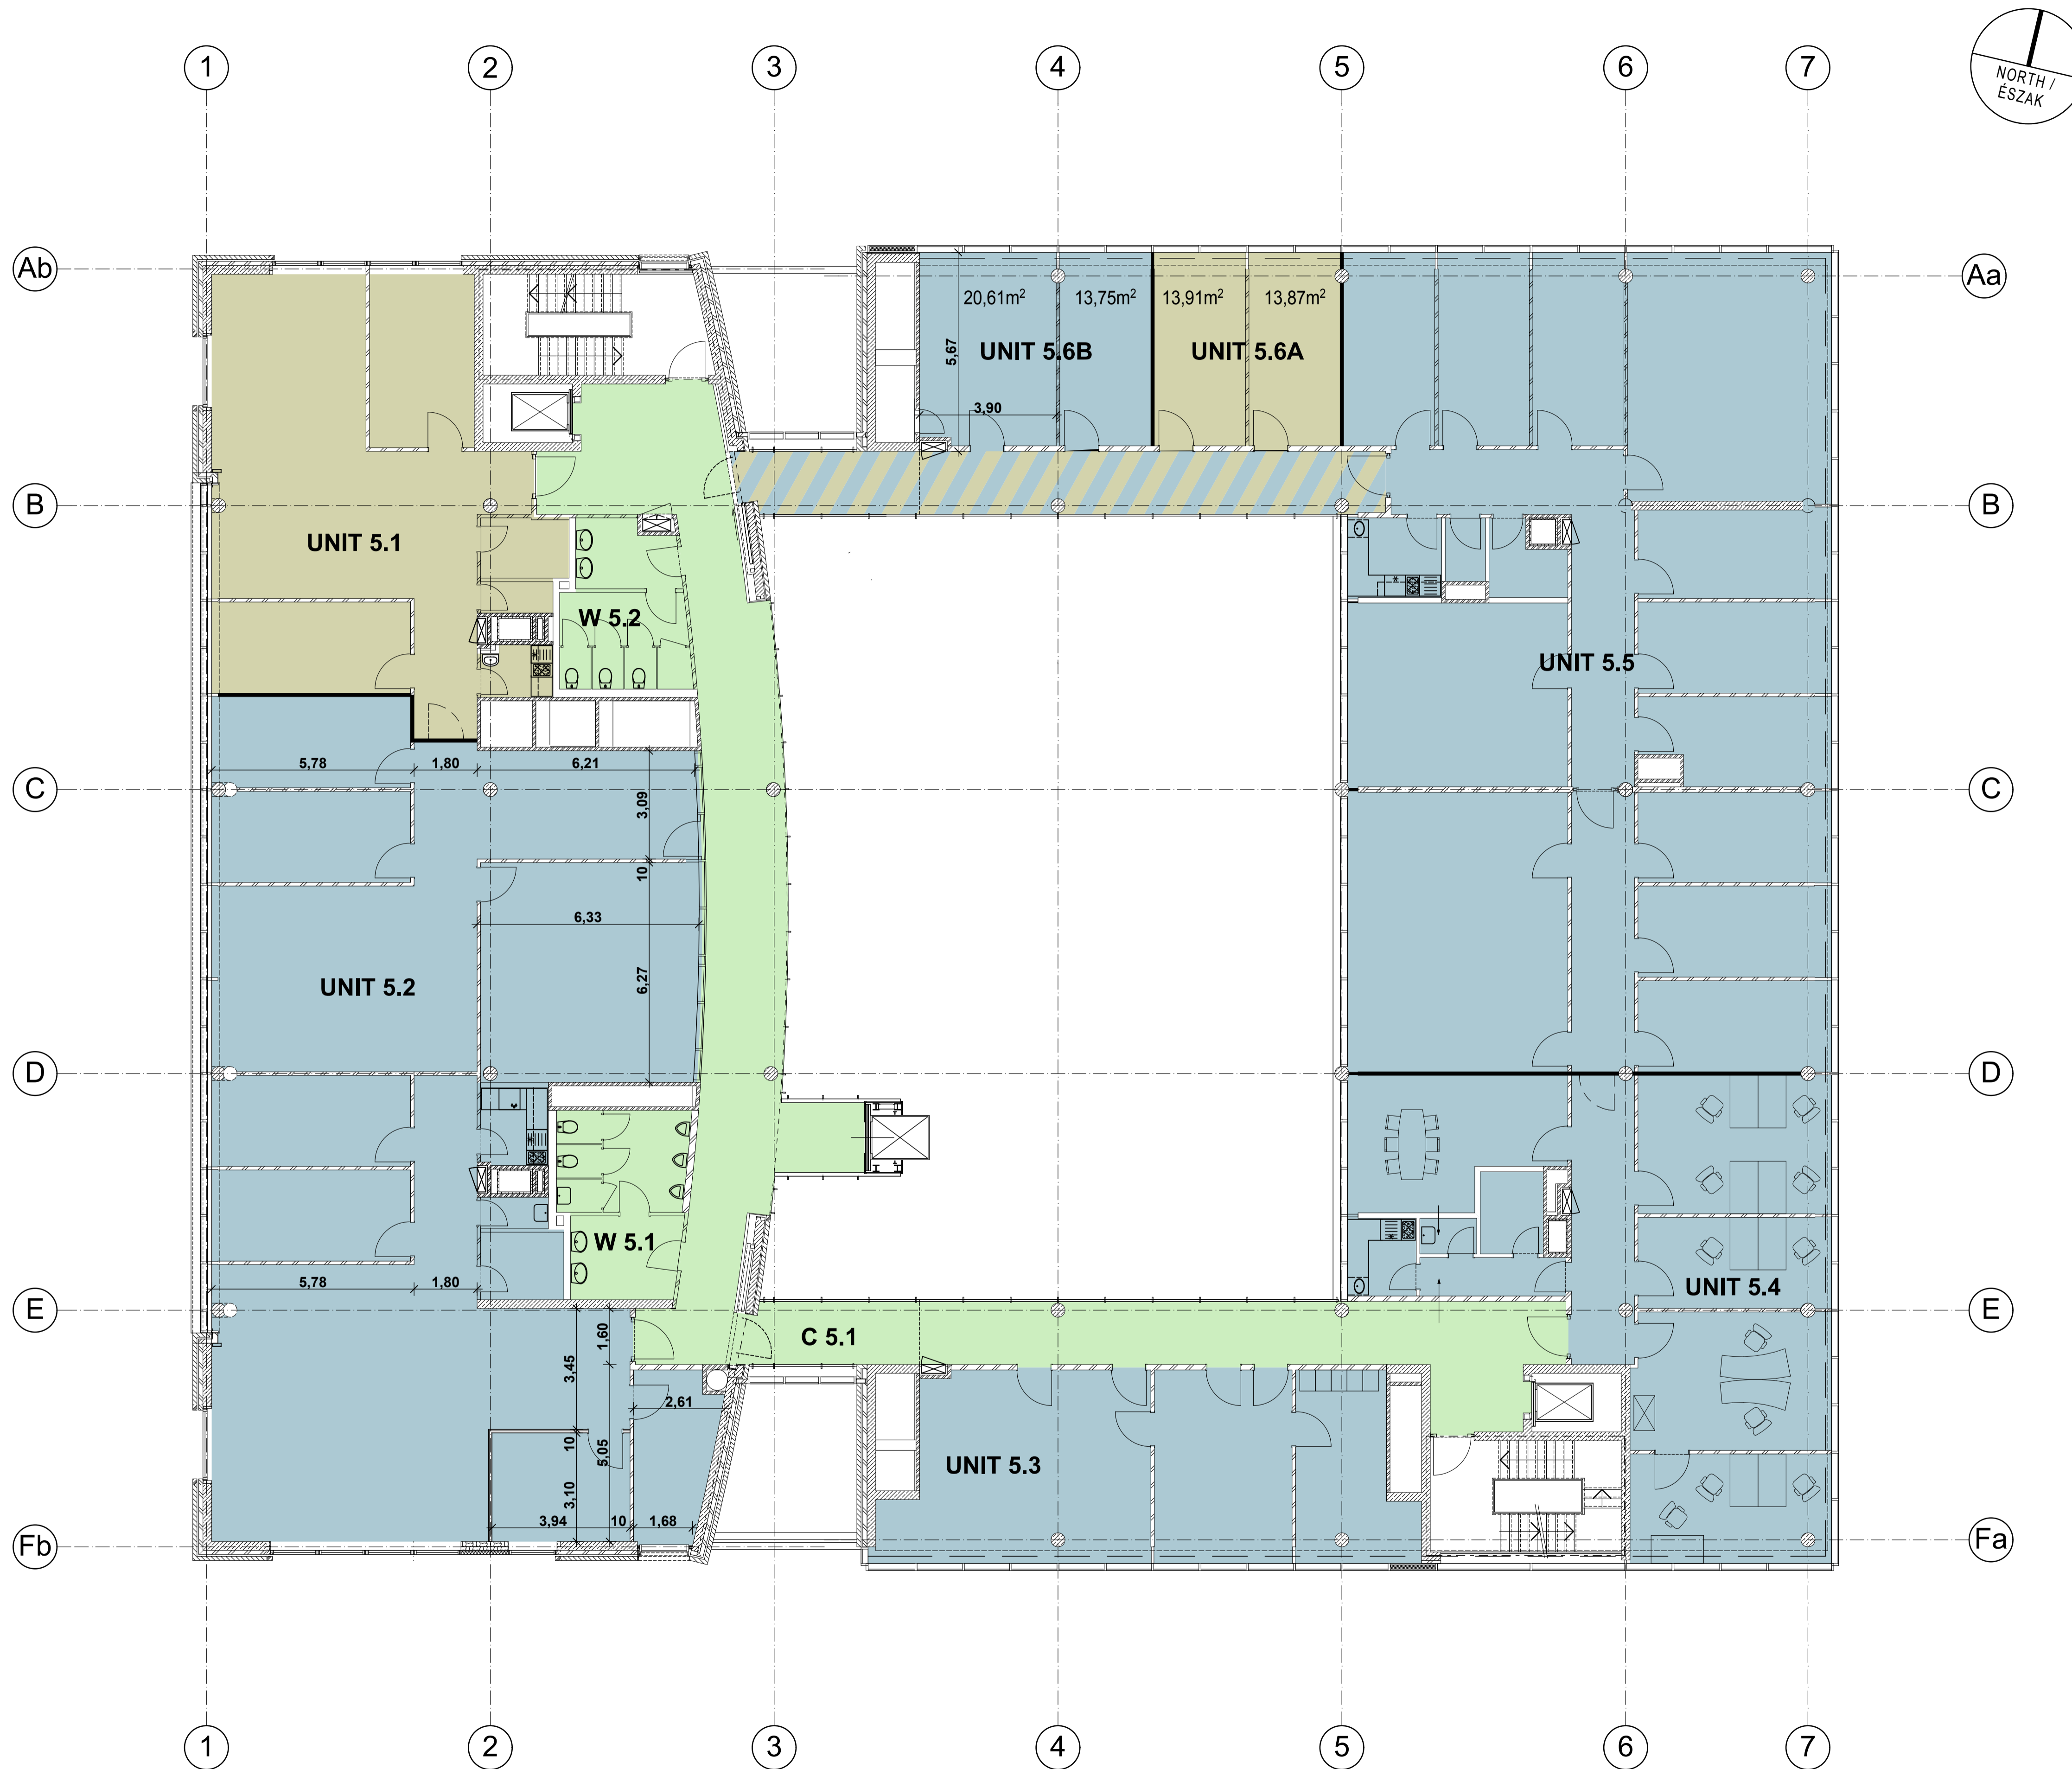 NORTH /
ÉSZAK
1 2 3 4 5 6 7
Ab Aa
20,61m² 13,75m² 13,91m² 13,87m²
5,67
UNIT 5.6B UNIT 5.6A
3,90
B B
UNIT 5.1
W 5.2
UNIT 5.5
5,78 1,80 6,21
C C
3,09
10
6,33
6,27
UNIT 5.2
D D
W 5.1
5,78 1,80
UNIT 5.4
E E
1,60
C 5.1
3,45
2,61
10
5,05
UNIT 5.3
3,10
3,94 10 1,68
Fb Fa
1 2 3 4 5 6 7